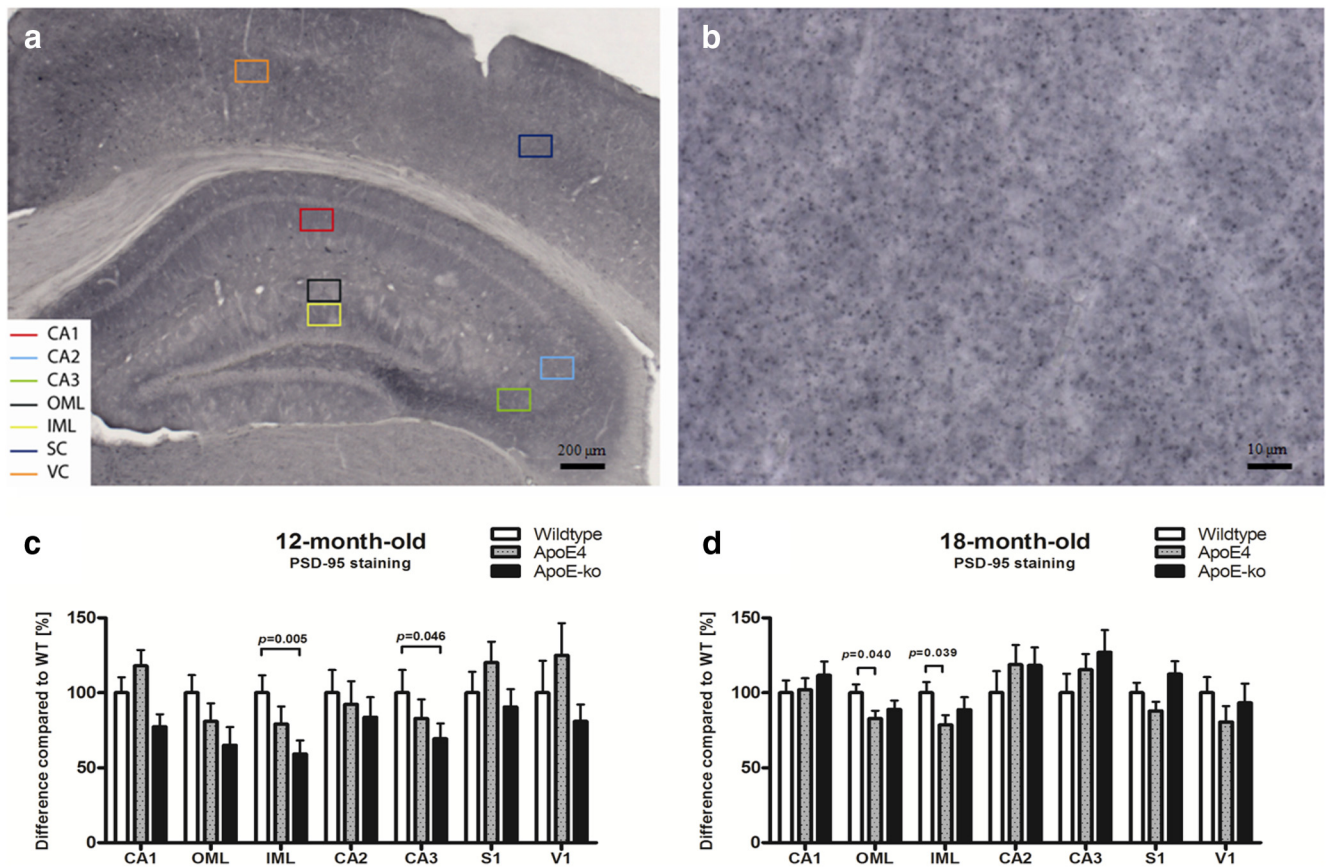 a
CA1
CA2
CA3
OML
IML
SC
VC
200 μm
b
10 μm
c
12-month-old
PSD-95 staining
Wildtype
ApoE4
ApoE-ko
Difference compared to WT [%]
150
100
50
0
p=0.005
p=0.046
CA1 OML IML CA2 CA3 S1 V1
d
18-month-old
PSD-95 staining
Wildtype
ApoE4
ApoE-ko
Difference compared to WT [%]
150
100
50
0
p=0.040
p=0.039
CA1 OML IML CA2 CA3 S1 V1